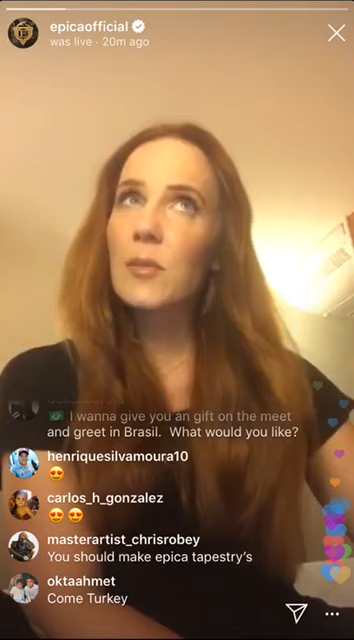 epicaofficial
was live · 20m ago
🇧🇷 I wanna give you an gift on the meet
and greet in Brasil. What would you like?
henriquesilvamoura10
😍
carlos_h_gonzalez
😍😍
masterartist_chrisrobey
You should make epica tapestry's
oktaahmet
Come Turkey